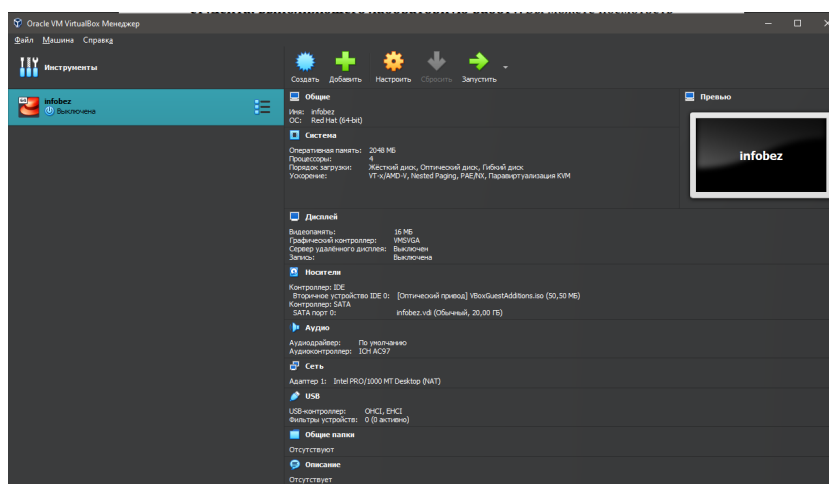 Oracle VM VirtualBox Менеджер
Файл Машина Справка
Инструменты
Создать Добавить Настроить Сбросить Запустить
infobez
Выключена
Общие
Имя: infobez
ОС: Red Hat (64-bit)
Превью
infobez
Система
Оперативная память: 2048 МБ
Процессоры: 4
Порядок загрузки: Жёсткий диск, Оптический диск, Гибкий диск
Ускорение: VT-x/AMD-V, Nested Paging, PAE/NX, Паравиртуализация KVM
Дисплей
Видеопамять: 16 МБ
Графический контроллер: VMSVGA
Сервер удалённого дисплея: Выключен
Запись: Выключена
Носители
Контроллер: IDE
Вторичное устройство IDE 0: [Оптический привод] VBoxGuestAdditions.iso (50,50 МБ)
Контроллер: SATA
SATA порт 0: infobez.vdi (Обычный, 20,00 ГБ)
Аудио
Аудиодрайвер: По умолчанию
Аудиоконтроллер: ICH AC97
Сеть
Адаптер 1: Intel PRO/1000 MT Desktop (NAT)
USB
USB-контроллер: OHCI, EHCI
Фильтры устройств: 0 (0 активно)
Общие папки
Отсутствуют
Описание
Отсутствует